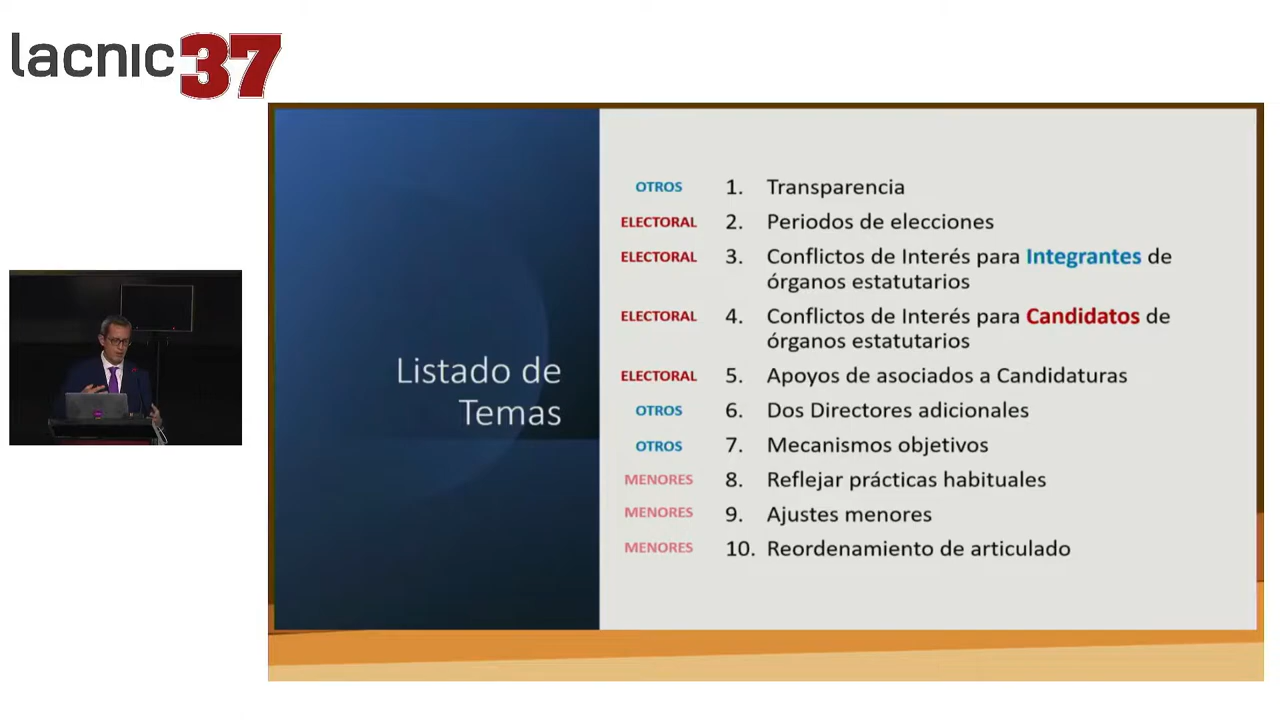 lacnic 37
Listado de
Temas
OTROS 1. Transparencia
ELECTORAL 2. Periodos de elecciones
ELECTORAL 3. Conflictos de Interés para Integrantes de
órganos estatutarios
ELECTORAL 4. Conflictos de Interés para Candidatos de
órganos estatutarios
ELECTORAL 5. Apoyos de asociados a Candidaturas
OTROS 6. Dos Directores adicionales
OTROS 7. Mecanismos objetivos
MENORES 8. Reflejar prácticas habituales
MENORES 9. Ajustes menores
MENORES 10. Reordenamiento de articulado